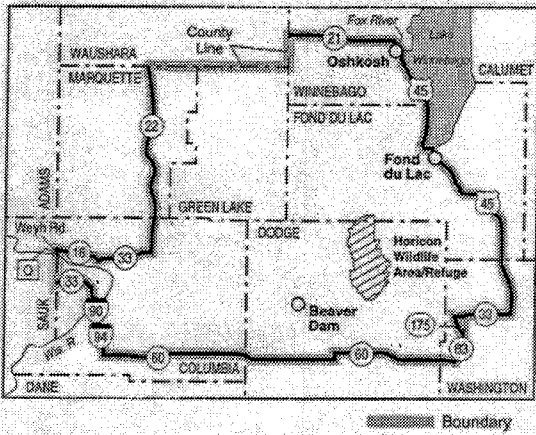 Fox River
County
Line
21
Lake
Winnebago
Oshkosh
WAUSHARA
MARQUETTE
CALUMET
WINNEBAGO
45
FOND DU LAC
22
Fond
du Lac
ADAMS
45
GREEN LAKE
Weyh Rd.
DODGE
16
33
Horicon
Wildlife
Area/Refuge
O
33
SAUK
90
94
Beaver
Dam
175
33
Wis. R.
60
60
83
COLUMBIA
DANE
WASHINGTON
Boundary